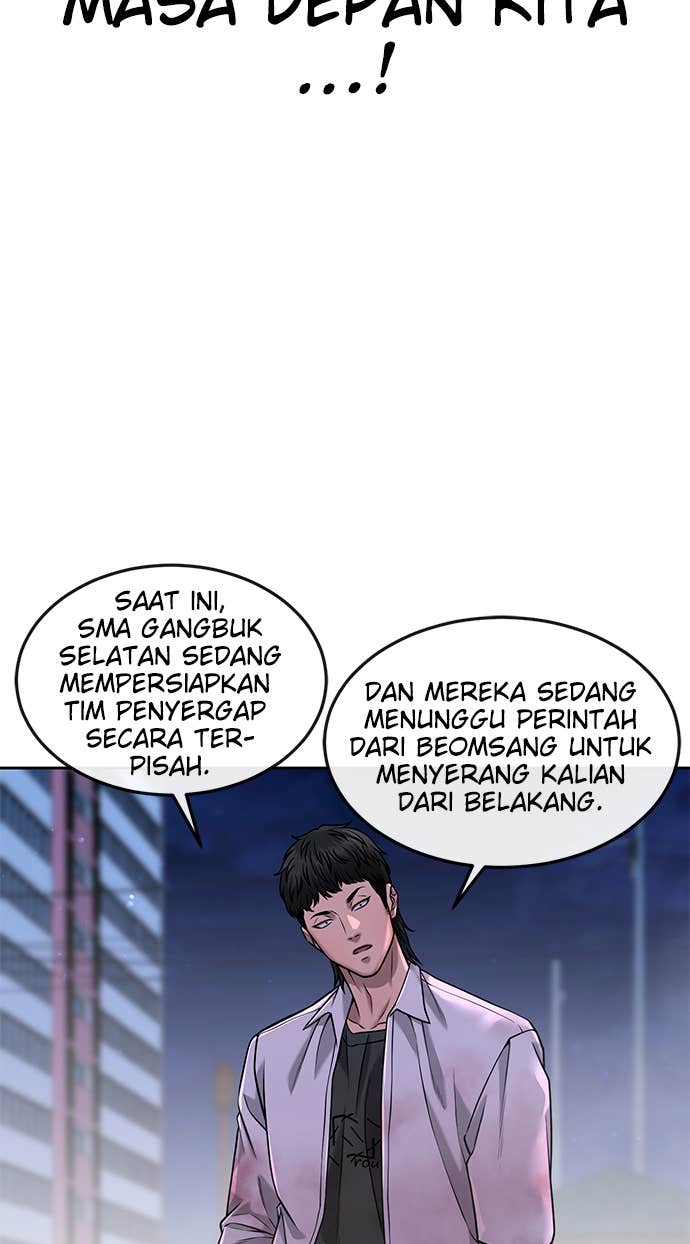 MASA DEPAN KITA
...!
SAAT INI,
SMA GANGBUK
SELATAN SEDANG
MEMPERSIAPKAN
TIM PENYERGAP
SECARA TER-
PISAH.
DAN MEREKA SEDANG
MENUNGGU PERINTAH
DARI BEOMSANG UNTUK
MENYERANG KALIAN
DARI BELAKANG.